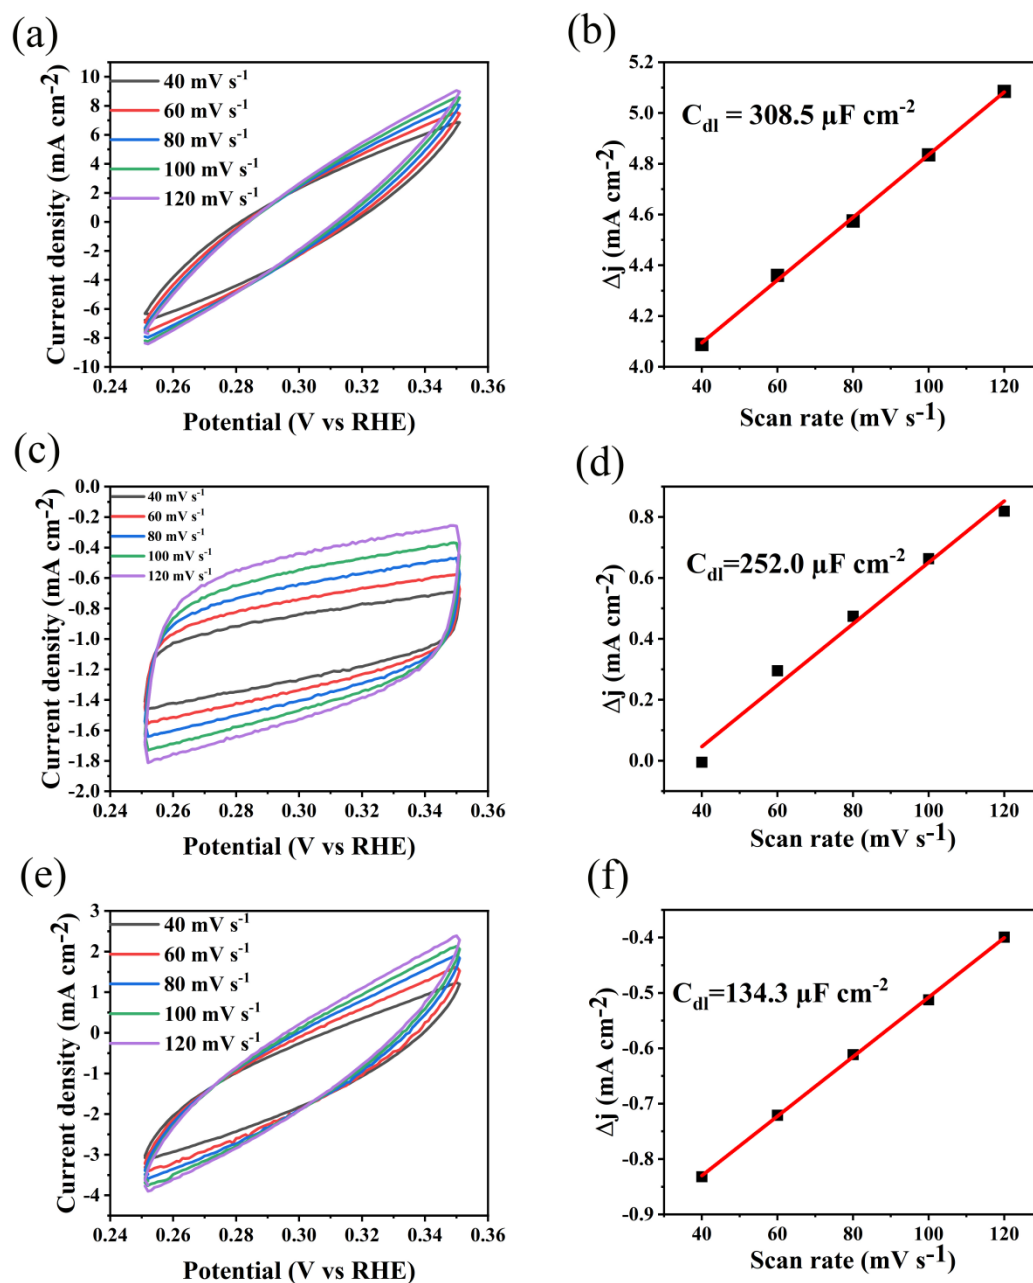 (a)
11
10
8
6
4
2
0
-2
-4
-6
-8
-10
0.24 0.26 0.28 0.30 0.32 0.34 0.36
Current density (mA cm⁻²)
Potential (V vs RHE)
40 mV s⁻¹
60 mV s⁻¹
80 mV s⁻¹
100 mV s⁻¹
120 mV s⁻¹
(b)
5.2
5.0
4.8
4.6
4.4
4.2
4.0
40 60 80 100 120
Δj (mA cm⁻²)
Scan rate (mV s⁻¹)
C_dl = 308.5 μF cm⁻²
(c)
0.0
-0.2
-0.4
-0.6
-0.8
-1.0
-1.2
-1.4
-1.6
-1.8
-2.0
0.24 0.26 0.28 0.30 0.32 0.34 0.36
Current density (mA cm⁻²)
Potential (V vs RHE)
40 mV s⁻¹
60 mV s⁻¹
80 mV s⁻¹
100 mV s⁻¹
120 mV s⁻¹
(d)
0.8
0.6
0.4
0.2
0.0
40 60 80 100 120
Δj (mA cm⁻²)
Scan rate (mV s⁻¹)
C_dl=252.0 μF cm⁻²
(e)
3
2
1
0
-1
-2
-3
-4
0.24 0.26 0.28 0.30 0.32 0.34 0.36
Current density (mA cm⁻²)
Potential (V vs RHE)
40 mV s⁻¹
60 mV s⁻¹
80 mV s⁻¹
100 mV s⁻¹
120 mV s⁻¹
(f)
-0.4
-0.5
-0.6
-0.7
-0.8
-0.9
40 60 80 100 120
Δj (mA cm⁻²)
Scan rate (mV s⁻¹)
C_dl=134.3 μF cm⁻²